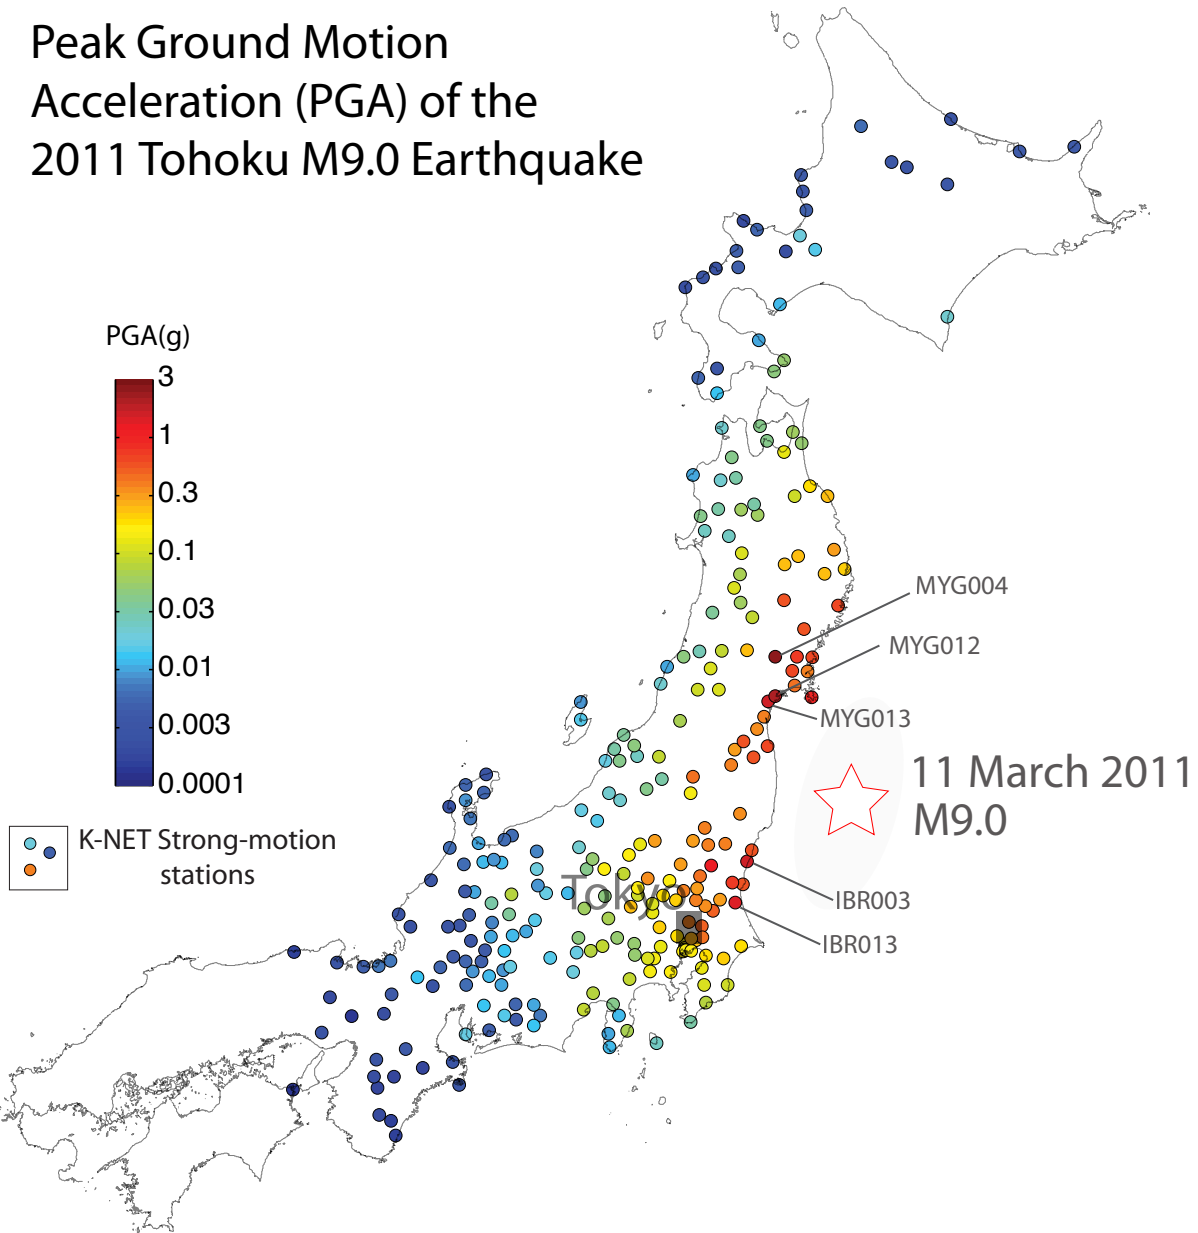 Peak Ground Motion
Acceleration (PGA) of the
2011 Tohoku M9.0 Earthquake
PGA(g)
3
1
0.3
0.1
0.03
0.01
0.003
0.0001
K-NET Strong-motion
stations
MYG004
MYG012
MYG013
11 March 2011
M9.0
Tokyo
IBR003
IBR013